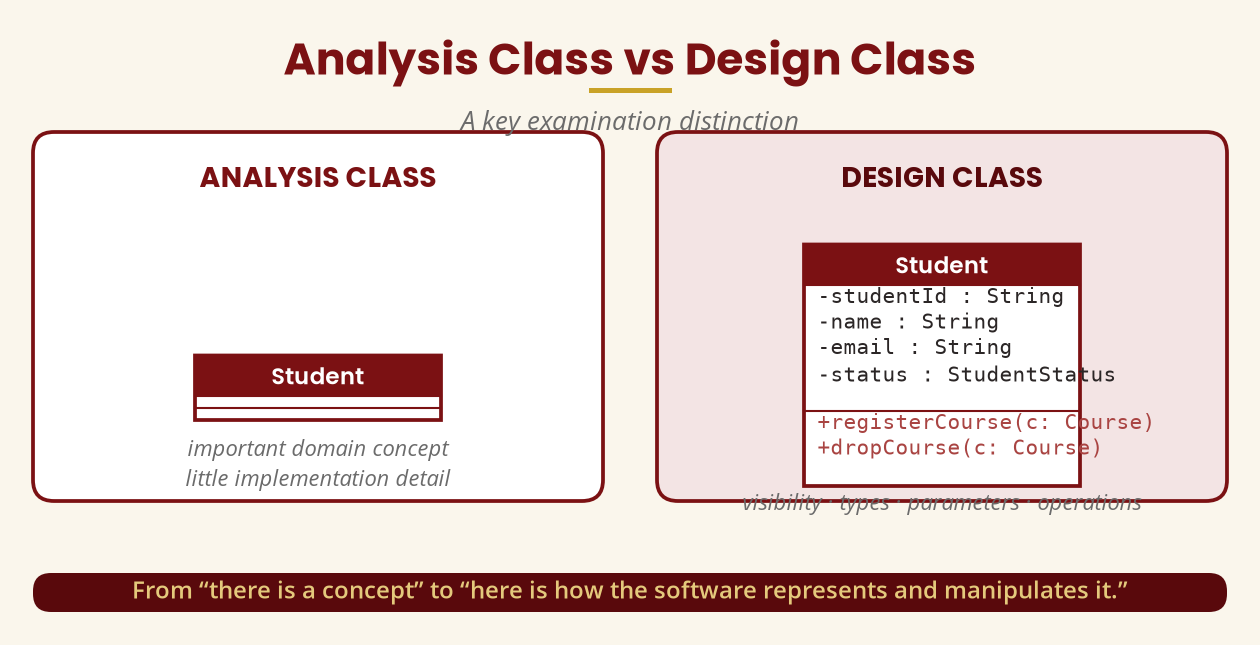 Analysis Class vs Design Class
A key examination distinction
ANALYSIS CLASS
Student
important domain concept
little implementation detail
DESIGN CLASS
Student
-studentId : String
-name : String
-email : String
-status : StudentStatus
+registerCourse(c: Course)
+dropCourse(c: Course)
visibility · types · parameters · operations
From “there is a concept” to “here is how the software represents and manipulates it.”